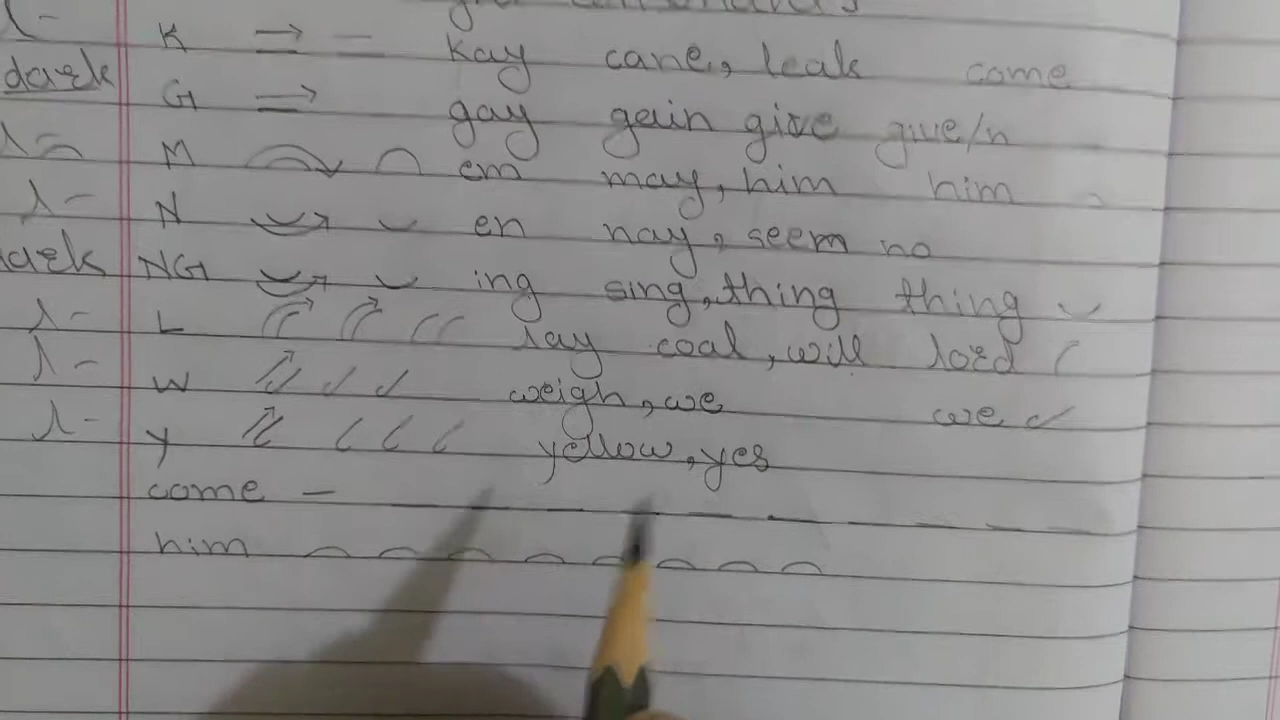 K kay cane, leak come
dark G gay gain give give/n
M em may, him him
N en nay, seem no
dark NG ing sing, thing thing
L lay coal, will lord
W weigh, we we
Y yellow, yes
come
him